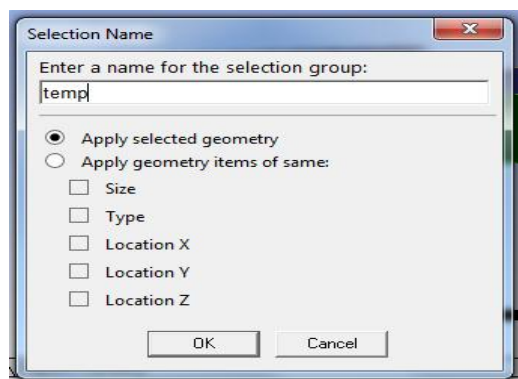 Selection Name
Enter a name for the selection group:
temp
Apply selected geometry
Apply geometry items of same:
Size
Type
Location X
Location Y
Location Z
OK
Cancel